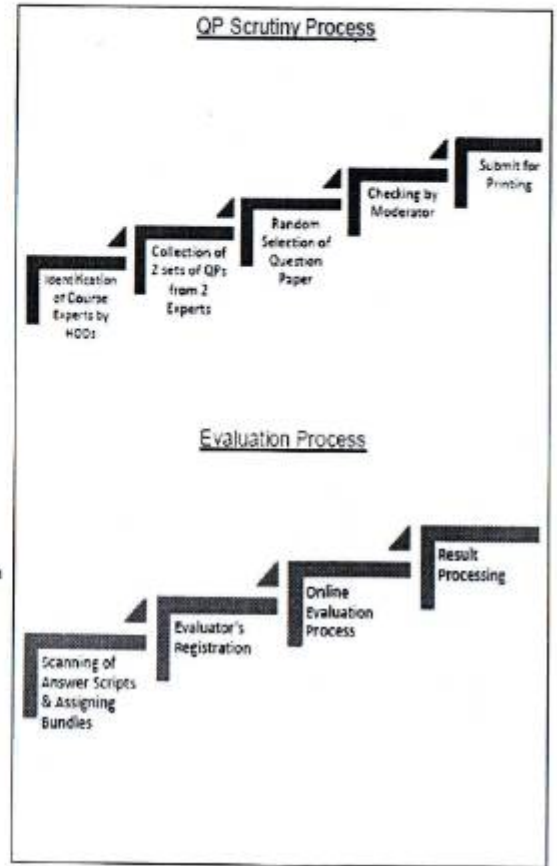 QP Scrutiny Process
Identification
of Course
Experts by
HODs
Collection of
2 sets of QPs
from 2
Experts
Random
Selection of
Question
Paper
Checking by
Moderator
Submit for
Printing
Evaluation Process
Scanning of
Answer Scripts
& Assigning
Bundles
Evaluator's
Registration
Online
Evaluation
Process
Result
Processing